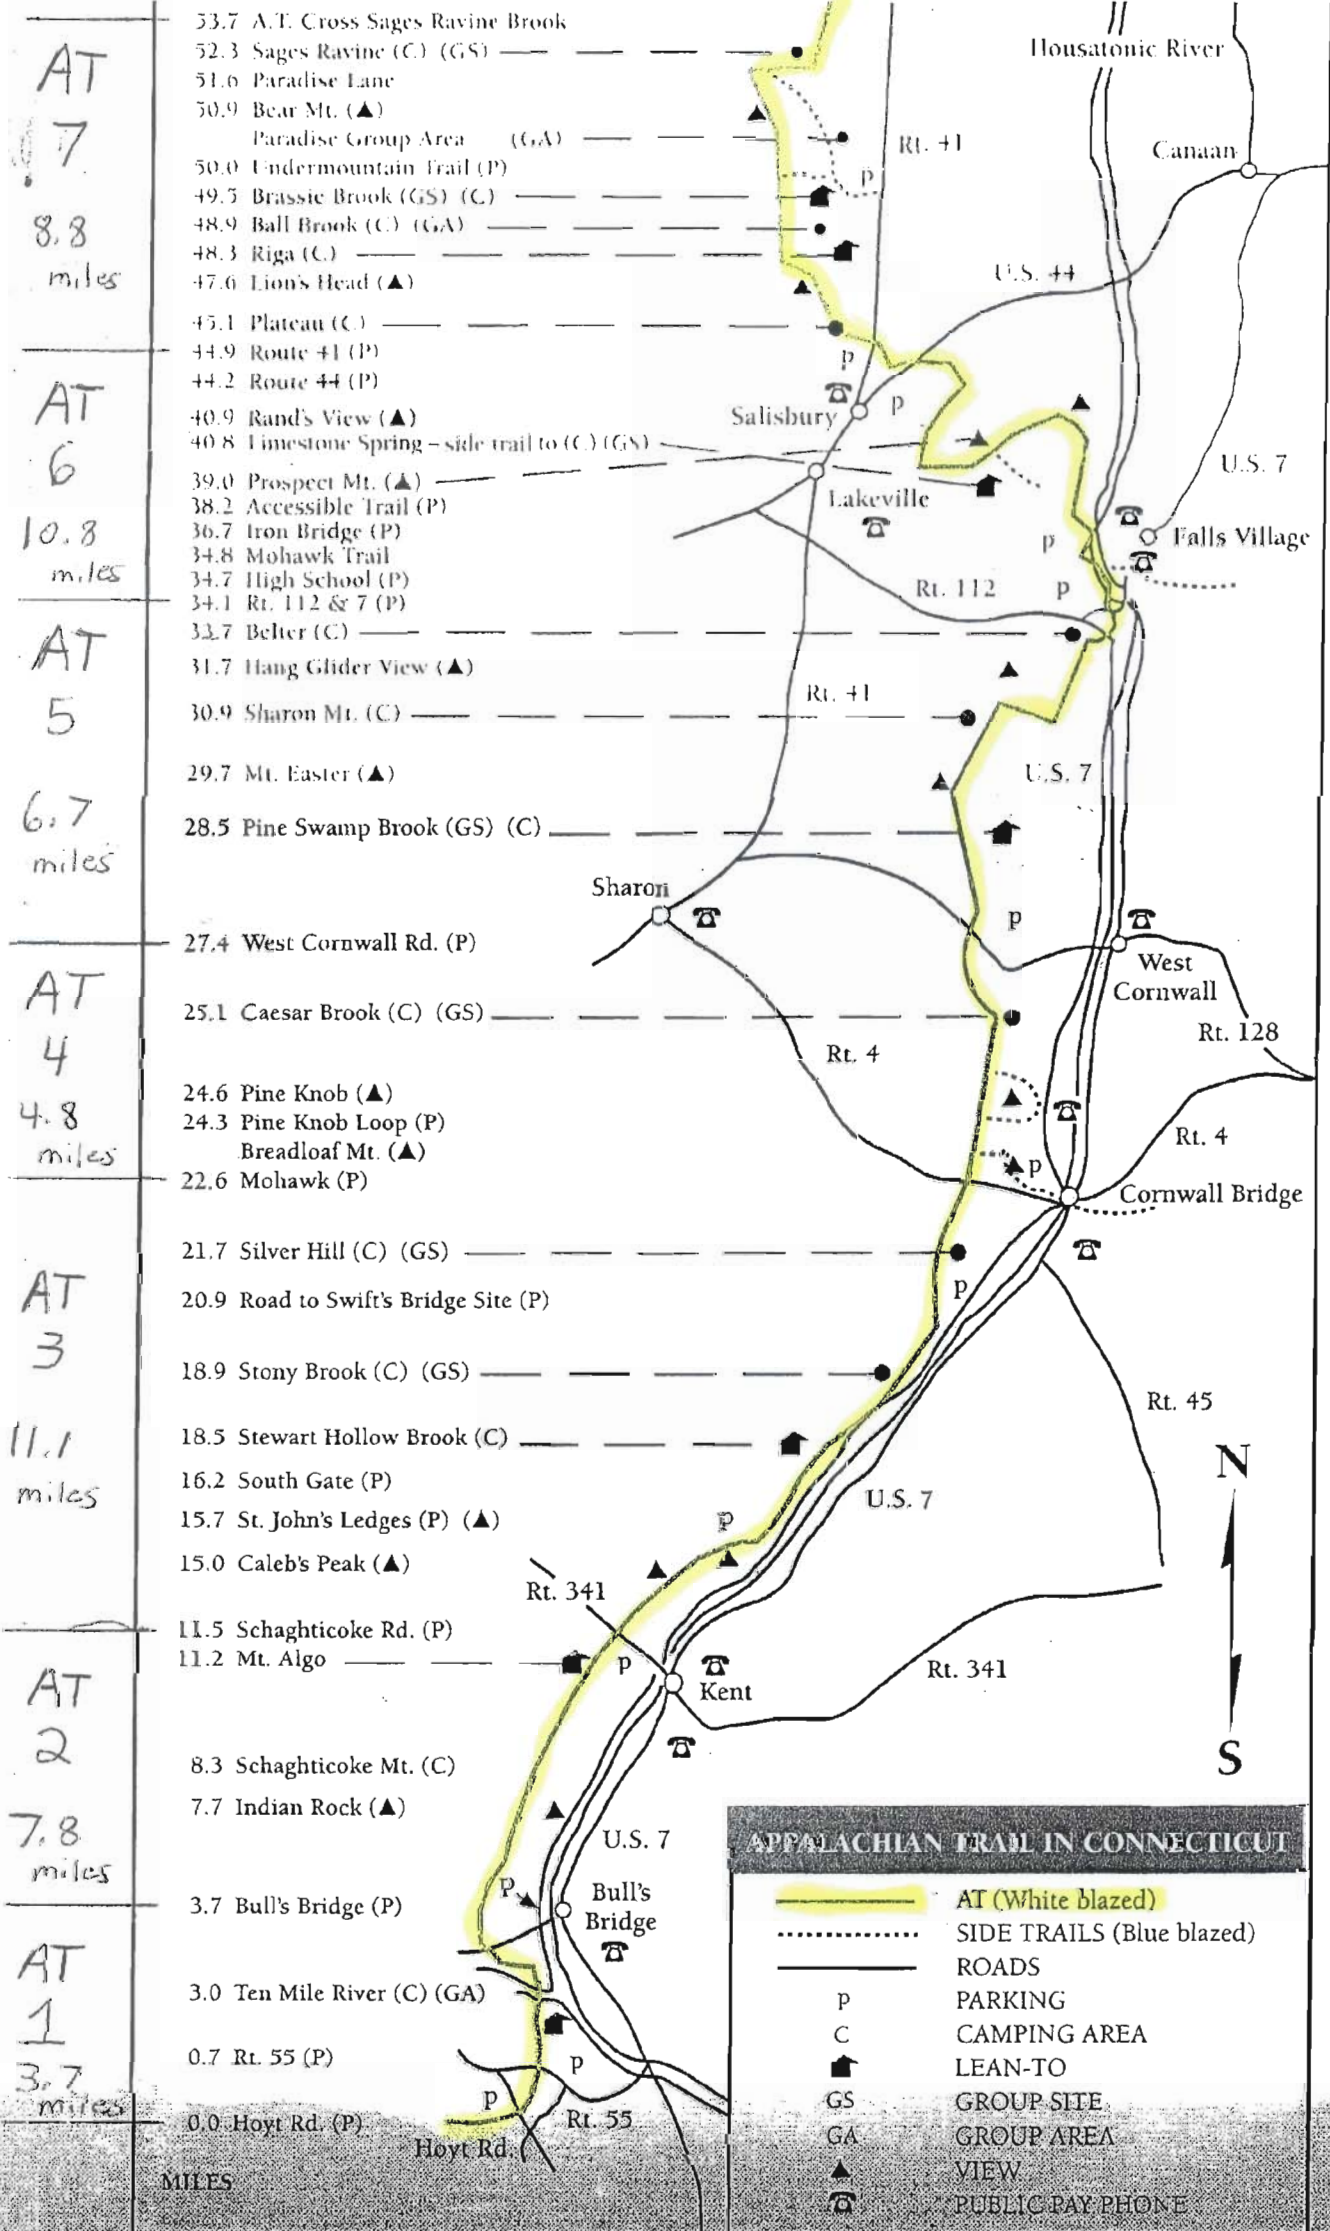 53.7 A.T. Cross Sages Ravine Brook
52.3 Sages Ravine (C) (GS)
51.6 Paradise Lane
50.9 Bear Mt. (▲)
Paradise Group Area (GA)
50.0 Undermountain Trail (P)
49.5 Brassie Brook (GS) (C)
48.9 Ball Brook (C) (GA)
48.3 Riga (C)
47.6 Lion's Head (▲)
45.1 Plateau (C)
44.9 Route 41 (P)
44.2 Route 44 (P)
40.9 Rand's View (▲)
40.8 Limestone Spring – side trail to (C) (GS)
39.0 Prospect Mt. (▲)
38.2 Accessible Trail (P)
36.7 Iron Bridge (P)
34.8 Mohawk Trail
34.7 High School (P)
34.1 Rt. 112 & 7 (P)
33.7 Belter (C)
31.7 Hang Glider View (▲)
30.9 Sharon Mt. (C)
29.7 Mt. Easter (▲)
28.5 Pine Swamp Brook (GS) (C)
27.4 West Cornwall Rd. (P)
25.1 Caesar Brook (C) (GS)
24.6 Pine Knob (▲)
24.3 Pine Knob Loop (P)
Breadloaf Mt. (▲)
22.6 Mohawk (P)
21.7 Silver Hill (C) (GS)
20.9 Road to Swift's Bridge Site (P)
18.9 Stony Brook (C) (GS)
18.5 Stewart Hollow Brook (C)
16.2 South Gate (P)
15.7 St. John's Ledges (P) (▲)
15.0 Caleb's Peak (▲)
11.5 Schaghticoke Rd. (P)
11.2 Mt. Algo
8.3 Schaghticoke Mt. (C)
7.7 Indian Rock (▲)
3.7 Bull's Bridge (P)
3.0 Ten Mile River (C) (GA)
0.7 Rt. 55 (P)
0.0 Hoyt Rd. (P)
MILES
AT
7
8.8
miles
AT
6
10.8
miles
AT
5
6.7
miles
AT
4
4.8
miles
AT
3
11.1
miles
AT
2
7.8
miles
AT
1
3.7
miles
Housatonic River
Rt. 41
Canaan
p
U.S. 44
p
Salisbury
p
U.S. 7
Lakeville
p
Falls Village
Rt. 112
p
Rt. 41
U.S. 7
Sharon
p
West
Cornwall
Rt. 128
Rt. 4
Rt. 4
p
Cornwall Bridge
p
Rt. 45
N
U.S. 7
p
Rt. 341
p
Kent
Rt. 341
S
U.S. 7
p
Bull's
Bridge
p
p
Rt. 55
Hoyt Rd.
APPALACHIAN TRAIL IN CONNECTICUT
AT (White blazed)
SIDE TRAILS (Blue blazed)
ROADS
p PARKING
C CAMPING AREA
LEAN-TO
GS GROUP SITE
GA GROUP AREA
▲ VIEW
PUBLIC PAY PHONE